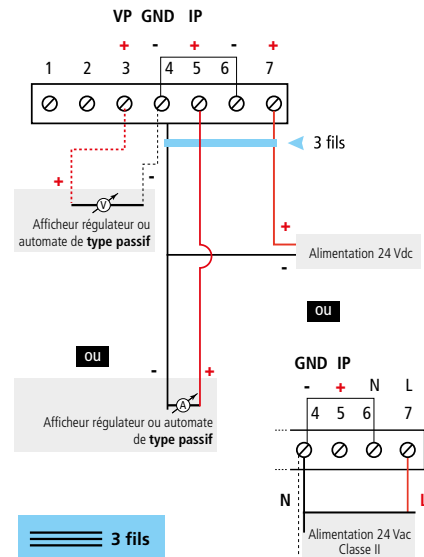 VP GND IP
+ - + - +
1 2 3 4 5 6 7
3 fils
+ -
V
Afficheur régulateur ou
automate de type passif
+
Alimentation 24 Vdc
-
ou
ou
- +
A
Afficheur régulateur ou automate
de type passif
GND IP
- + N L
4 5 6 7
N L
Alimentation 24 Vac
Classe II
3 fils